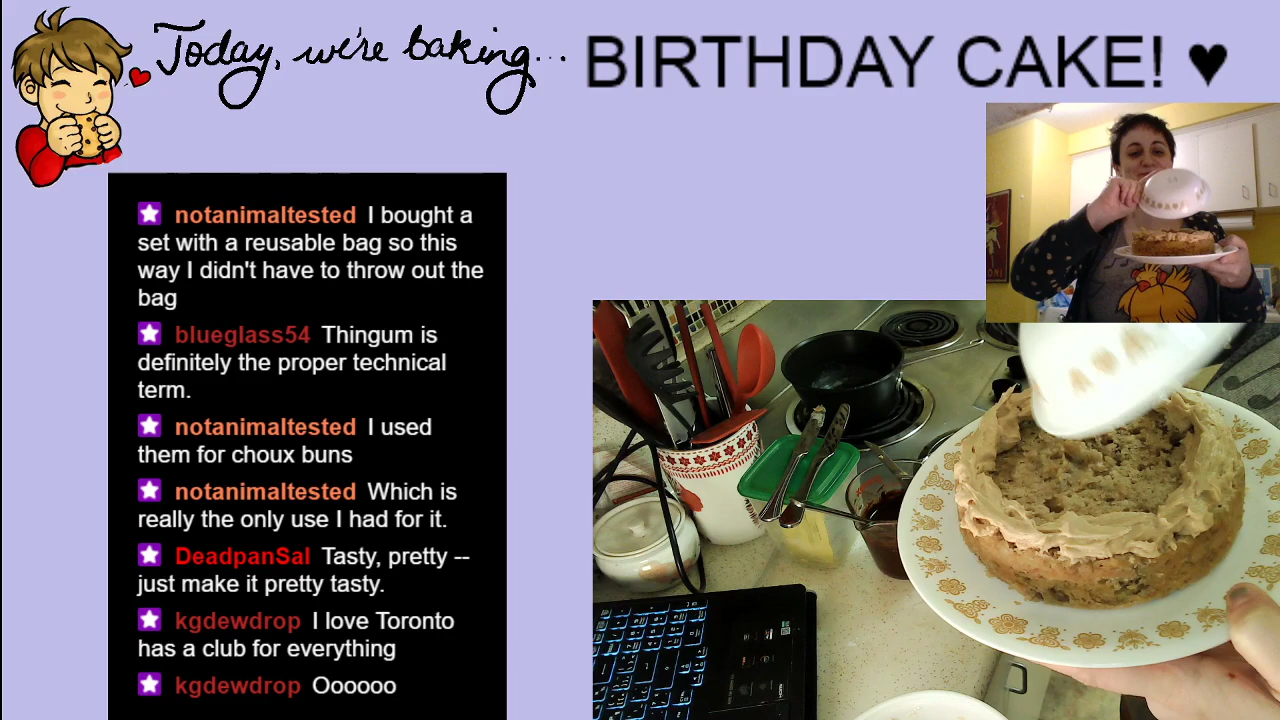 Today, we're baking... BIRTHDAY CAKE! ♥
notanimaltested I bought a
set with a reusable bag so this
way I didn't have to throw out the
bag
blueglass54 Thingum is
definitely the proper technical
term.
notanimaltested I used
them for choux buns
notanimaltested Which is
really the only use I had for it.
DeadpanSal Tasty, pretty --
just make it pretty tasty.
kgdewdrop I love Toronto
has a club for everything
kgdewdrop Oooooo